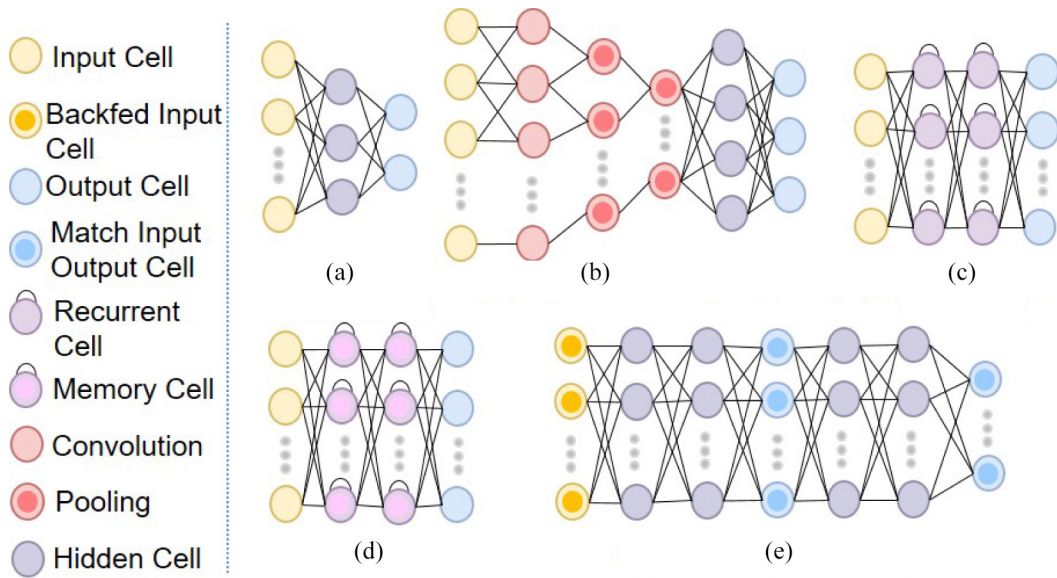 Input Cell
Backfed Input
Cell
Output Cell
Match Input
Output Cell
Recurrent
Cell
Memory Cell
Convolution
Pooling
Hidden Cell
(a)
(b)
(c)
(d)
(e)